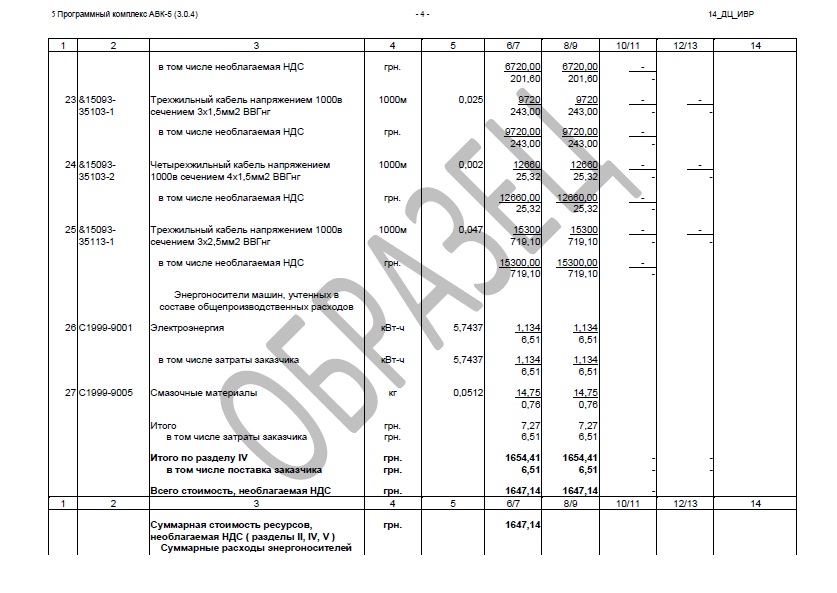 5 Программный комплекс АВК-5 (3.0.4) - 4 - 14_ДЦ_ИВР
1 2 3 4 5 6/7 8/9 10/11 12/13 14
в том числе необлагаемая НДС грн. 6720,00 6720,00 -
201,60 201,60 -
23 &15093- Трехжильный кабель напряжением 1000в 1000м 0,025 9720 9720 - -
35103-1 сечением 3х1,5мм2 ВВГнг 243,00 243,00 - -
в том числе необлагаемая НДС грн. 9720,00 9720,00 -
243,00 243,00 -
24 &15093- Четырехжильный кабель напряжением 1000м 0,002 12660 12660 - -
35103-2 1000в сечением 4х1,5мм2 ВВГнг 25,32 25,32 - -
в том числе необлагаемая НДС грн. 12660,00 12660,00 -
25,32 25,32 -
25 &15093- Трехжильный кабель напряжением 1000в 1000м 0,047 15300 15300 - -
35113-1 сечением 3х2,5мм2 ВВГнг 719,10 719,10 - -
в том числе необлагаемая НДС грн. 15300,00 15300,00 -
719,10 719,10 -
Энергоносители машин, учтенных в
составе общепроизводственных расходов
26 С1999-9001 Электроэнергия кВт-ч 5,7437 1,134 1,134
6,51 6,51
в том числе затраты заказчика кВт-ч 5,7437 1,134 1,134
6,51 6,51
27 С1999-9005 Смазочные материалы кг 0,0512 14,75 14,75
0,76 0,76
Итого грн. 7,27 7,27
в том числе затраты заказчика грн. 6,51 6,51
Итого по разделу IV грн. 1654,41 1654,41 - -
в том числе поставка заказчика грн. 6,51 6,51 - -
Всего стоимость, необлагаемая НДС грн. 1647,14 1647,14 -
1 2 3 4 5 6/7 8/9 10/11 12/13 14
Суммарная стоимость ресурсов, грн. 1647,14
необлагаемая НДС ( разделы II, IV, V )
Суммарные расходы энергоносителей
ОБРАЗЕЦ